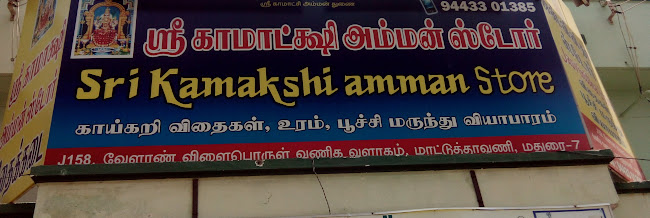 ஸ்ரீ காமாட்சி அம்மன் துணை
94433 01385
ஸ்ரீ காமாட்க்ஷி அம்மன் ஸ்டோர்
Sri Kamakshi amman Store
காய்கறி விதைகள், உரம், பூச்சி மருந்து வியாபாரம்
J158, வேளாண் விளைபொருள் வணிக வளாகம், மாட்டுத்தாவணி, மதுரை-7